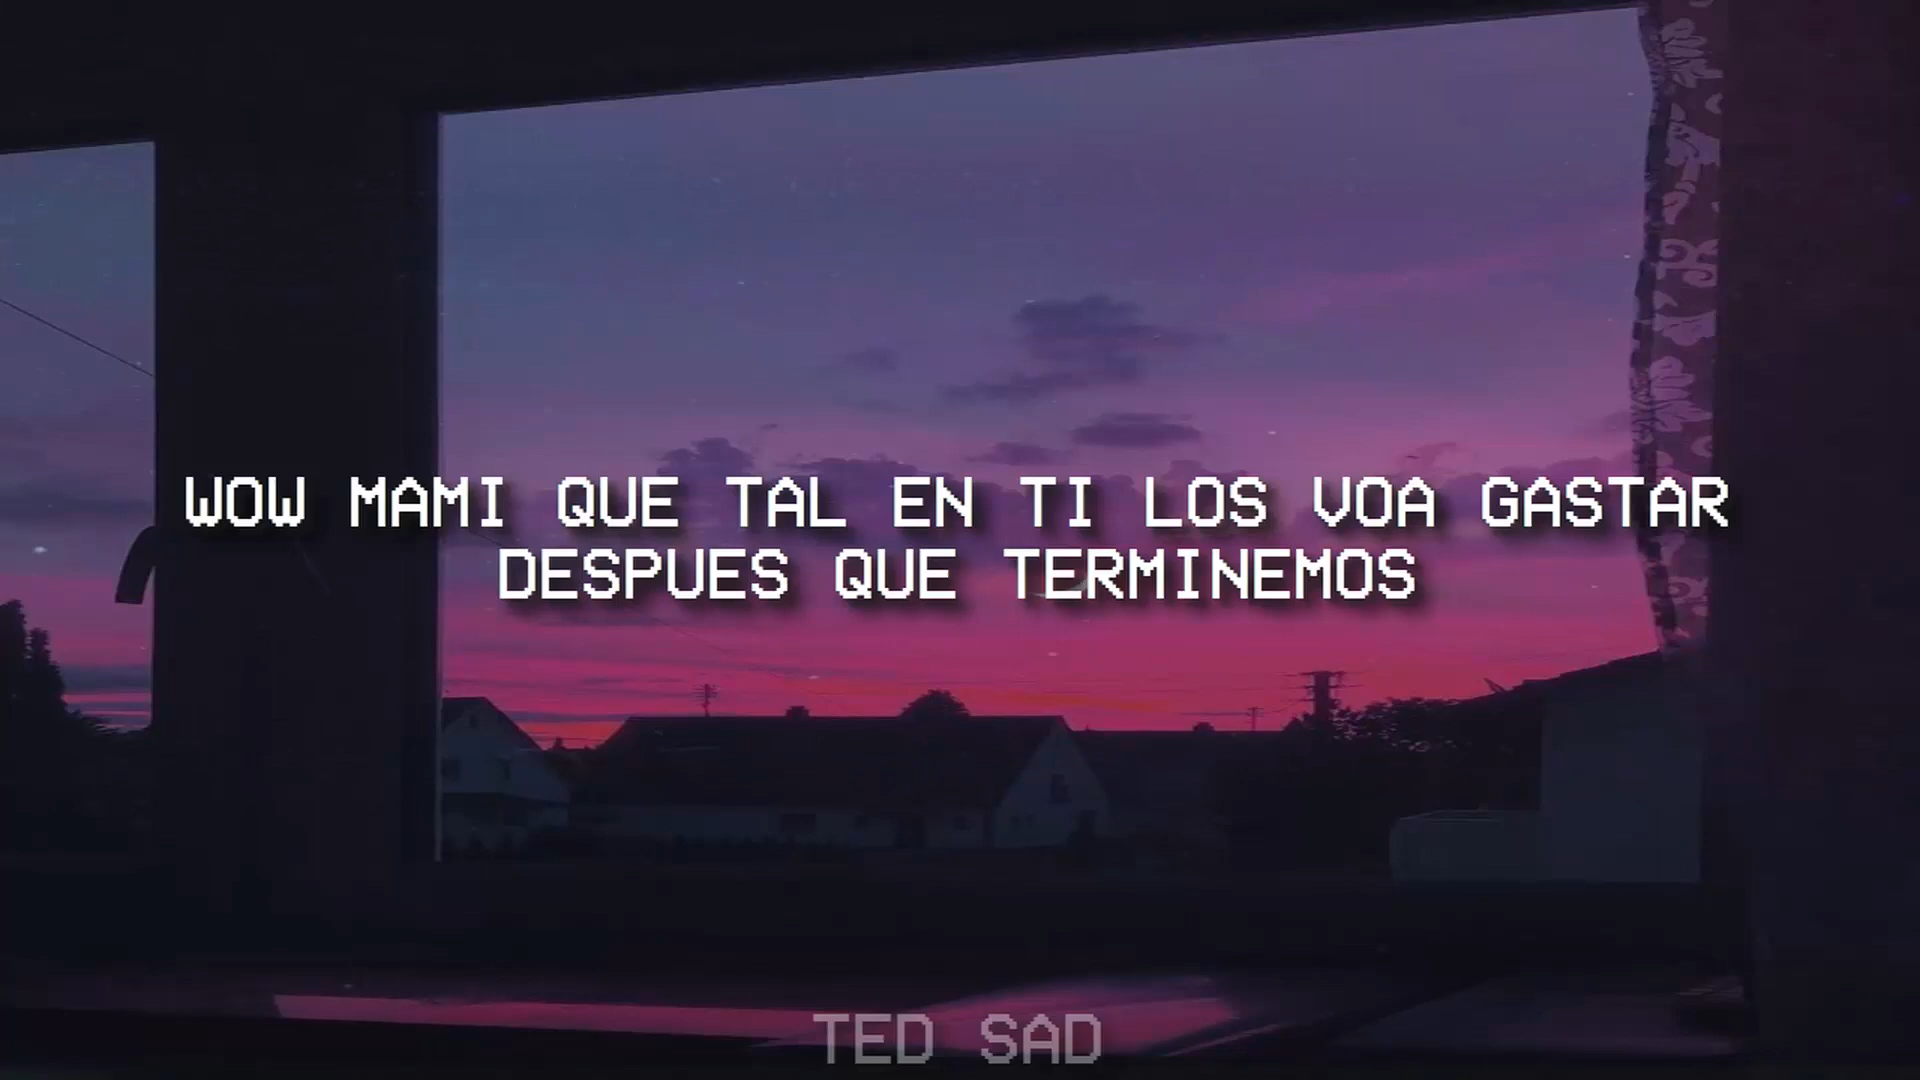 WOW MAMI QUE TAL EN TI LOS VOA GASTAR
DESPUES QUE TERMINEMOS
TED SAD